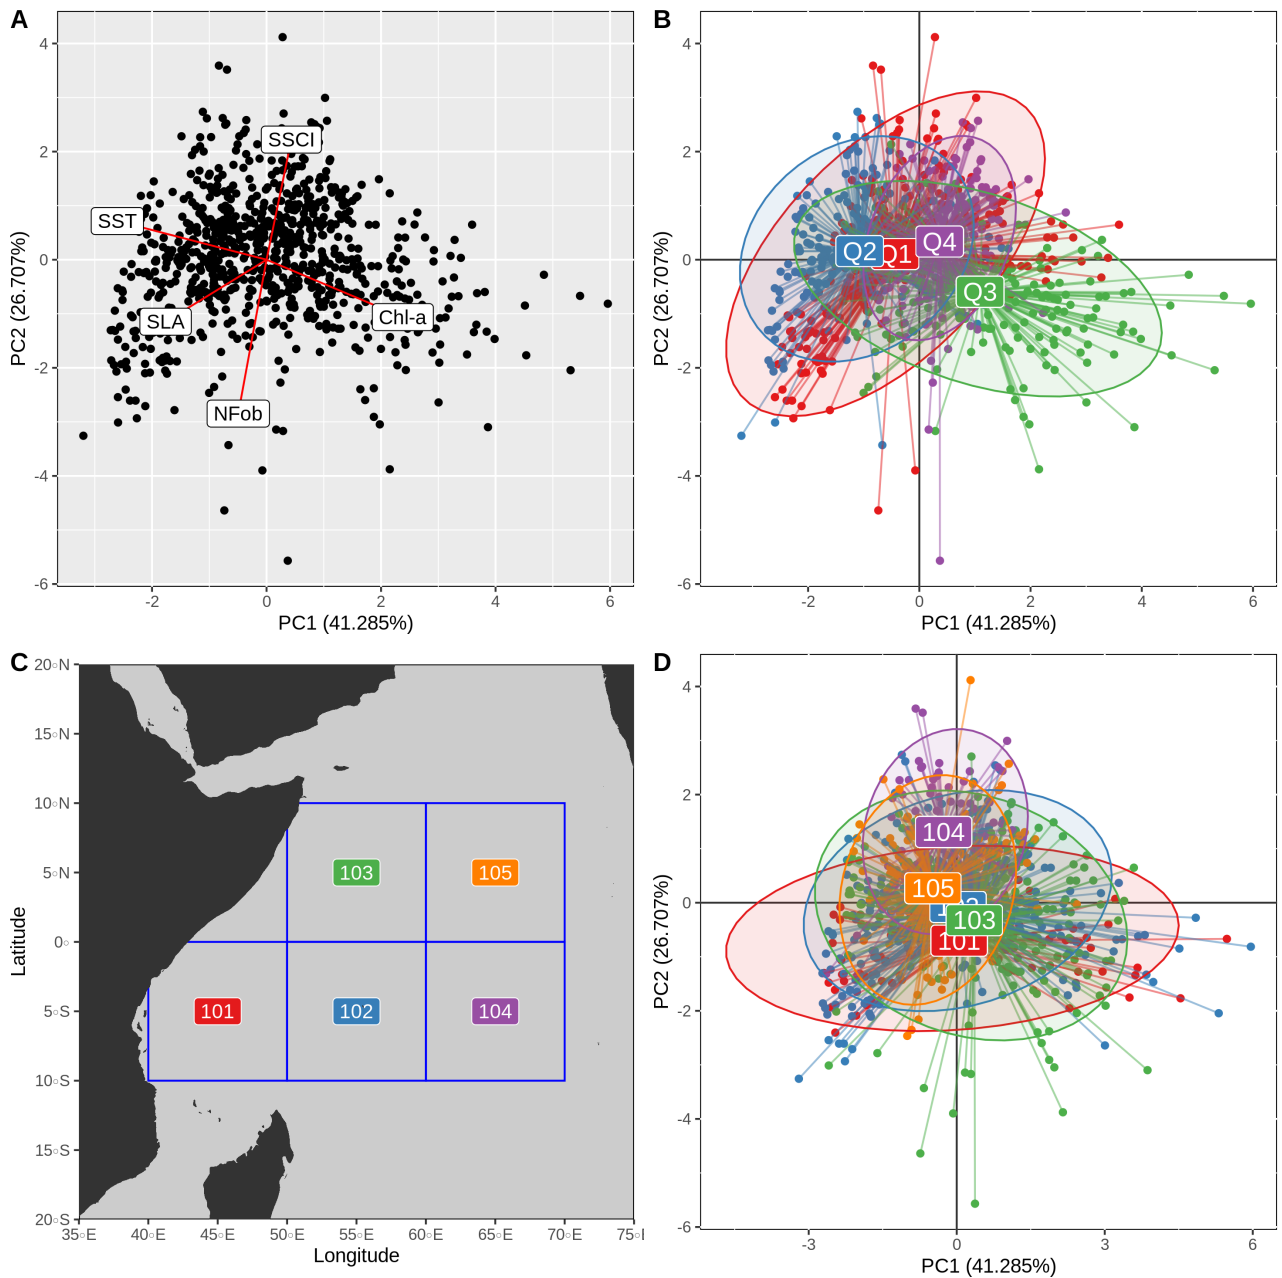 A
4
2
0
-2
-4
-6
-2
0
2
4
6
PC1 (41.285%)
PC2 (26.707%)
SSCI
SST
SLA
Chl-a
NFob
B
4
2
0
-2
-4
-6
-2
0
2
4
6
PC1 (41.285%)
PC2 (26.707%)
Q2
Q1
Q4
Q3
C
20◦N
15◦N
10◦N
5◦N
0◦
5◦S
10◦S
15◦S
20◦S
35◦E
40◦E
45◦E
50◦E
55◦E
60◦E
65◦E
70◦E
75◦
Longitude
Latitude
103
105
101
102
104
D
4
2
0
-2
-4
-6
-3
0
3
6
PC1 (41.285%)
PC2 (26.707%)
104
105
103
101